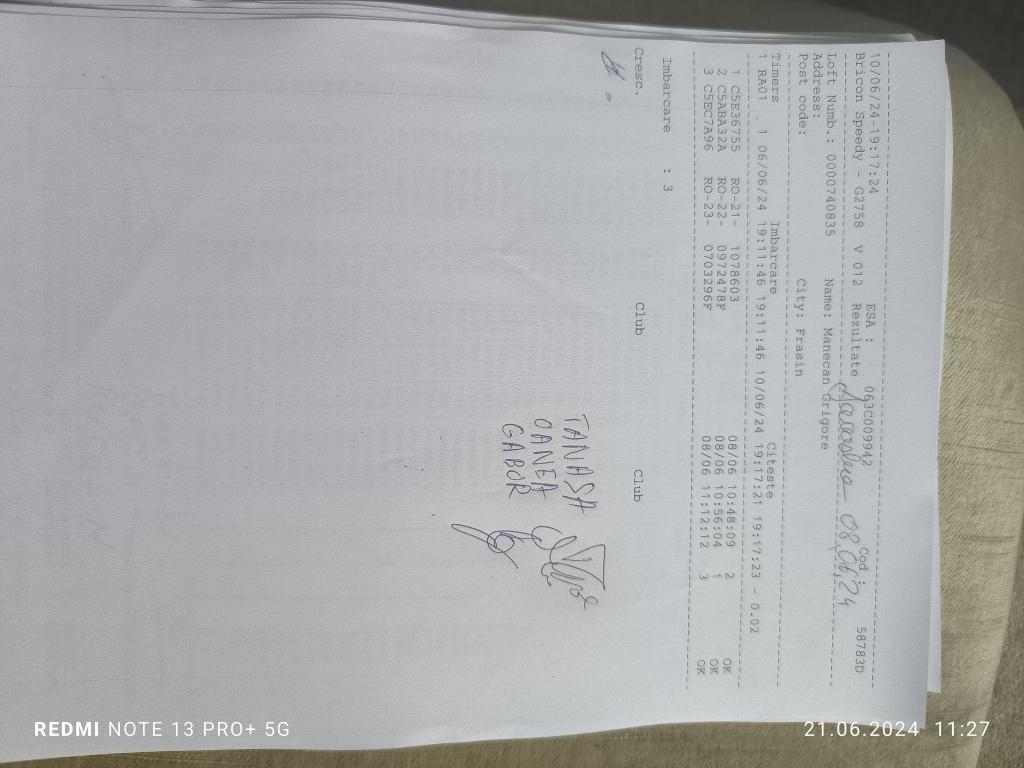 10/06/24-19:17:24 ESA : 063C009942 Cod : 58783D
Bricon Speedy - G2758 V 012 Rezultate 08,06,24
Loft Numb.: 0000740835 Name: Manecan Grigore
Address:
Post code: City: Frasin
Timers Imbarcare Citeste
1 RA01 1 06/06/24 19:11:46 19:11:46 10/06/24 19:17:21 19:17:23 - 0.02
1 C5E36755 RO-21- 1078603 08/06 10:48:09 2 OK
2 C5ABA32A RO-22- 0972478F 08/06 10:56:04 1 OK
3 C5EC7A96 RO-23- 0703296F 08/06 11:12:12 3 OK
Imbarcare : 3
Cresc. Club Club
TANASA
OANEA
GABOR
REDMI NOTE 13 PRO+ 5G
21.06.2024 11:27